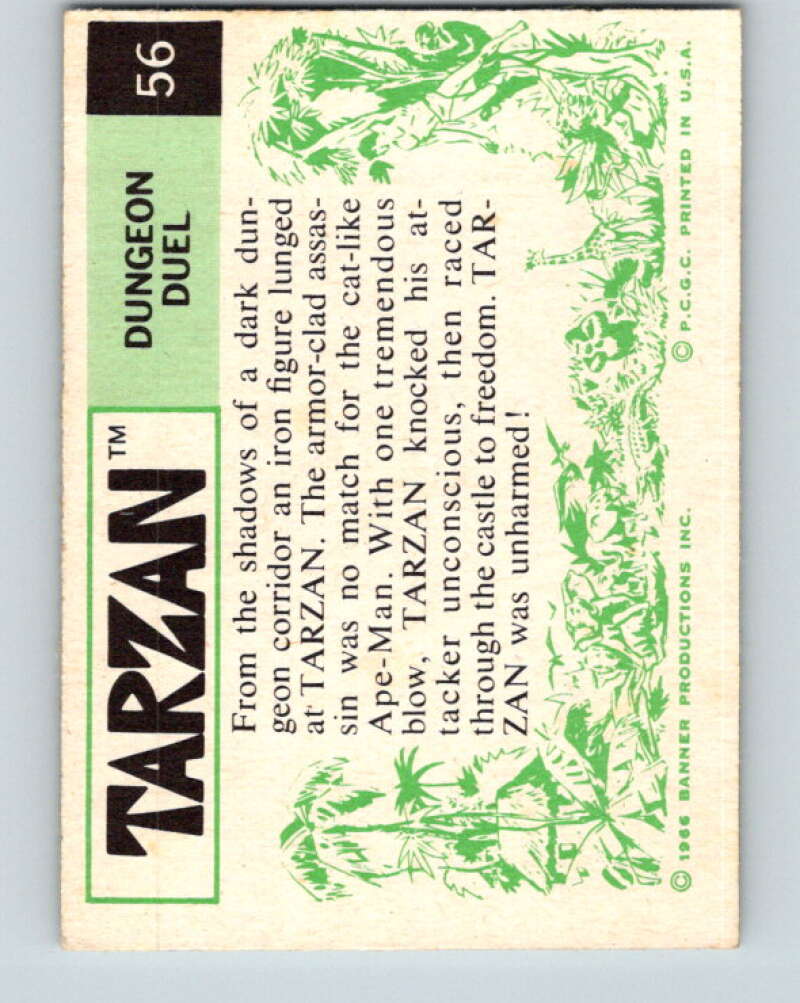 TARZAN™
DUNGEON
DUEL
56
From the shadows of a dark dun-
geon corridor an iron figure lunged
at TARZAN. The armor-clad assas-
sin was no match for the cat-like
Ape-Man. With one tremendous
blow, TARZAN knocked his at-
tacker unconscious, then raced
through the castle to freedom. TAR-
ZAN was unharmed!
© 1966 BANNER PRODUCTIONS INC.
© P.C.G.C. PRINTED IN U.S.A.